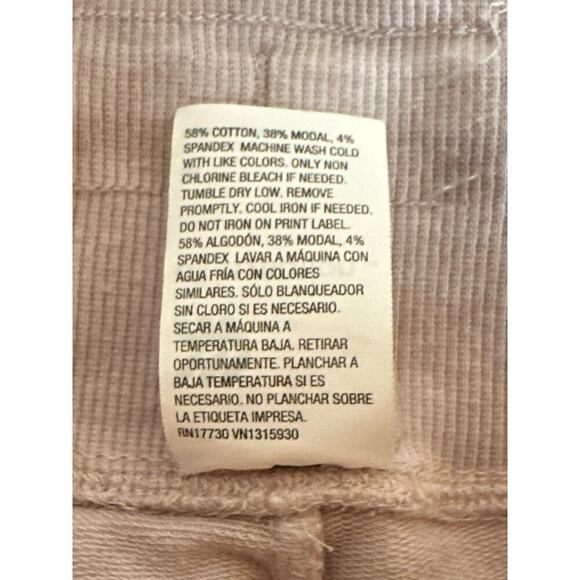 58% COTTON, 38% MODAL, 4%
SPANDEX MACHINE WASH COLD
WITH LIKE COLORS. ONLY NON
CHLORINE BLEACH IF NEEDED.
TUMBLE DRY LOW. REMOVE
PROMPTLY. COOL IRON IF NEEDED.
DO NOT IRON ON PRINT LABEL.
58% ALGODÓN, 38% MODAL, 4%
SPANDEX LAVAR A MÁQUINA CON
AGUA FRÍA CON COLORES
SIMILARES. SÓLO BLANQUEADOR
SIN CLORO SI ES NECESARIO.
SECAR A MÁQUINA A
TEMPERATURA BAJA. RETIRAR
OPORTUNAMENTE. PLANCHAR A
BAJA TEMPERATURA SI ES
NECESARIO. NO PLANCHAR SOBRE
LA ETIQUETA IMPRESA.
RN17730 VN1315930